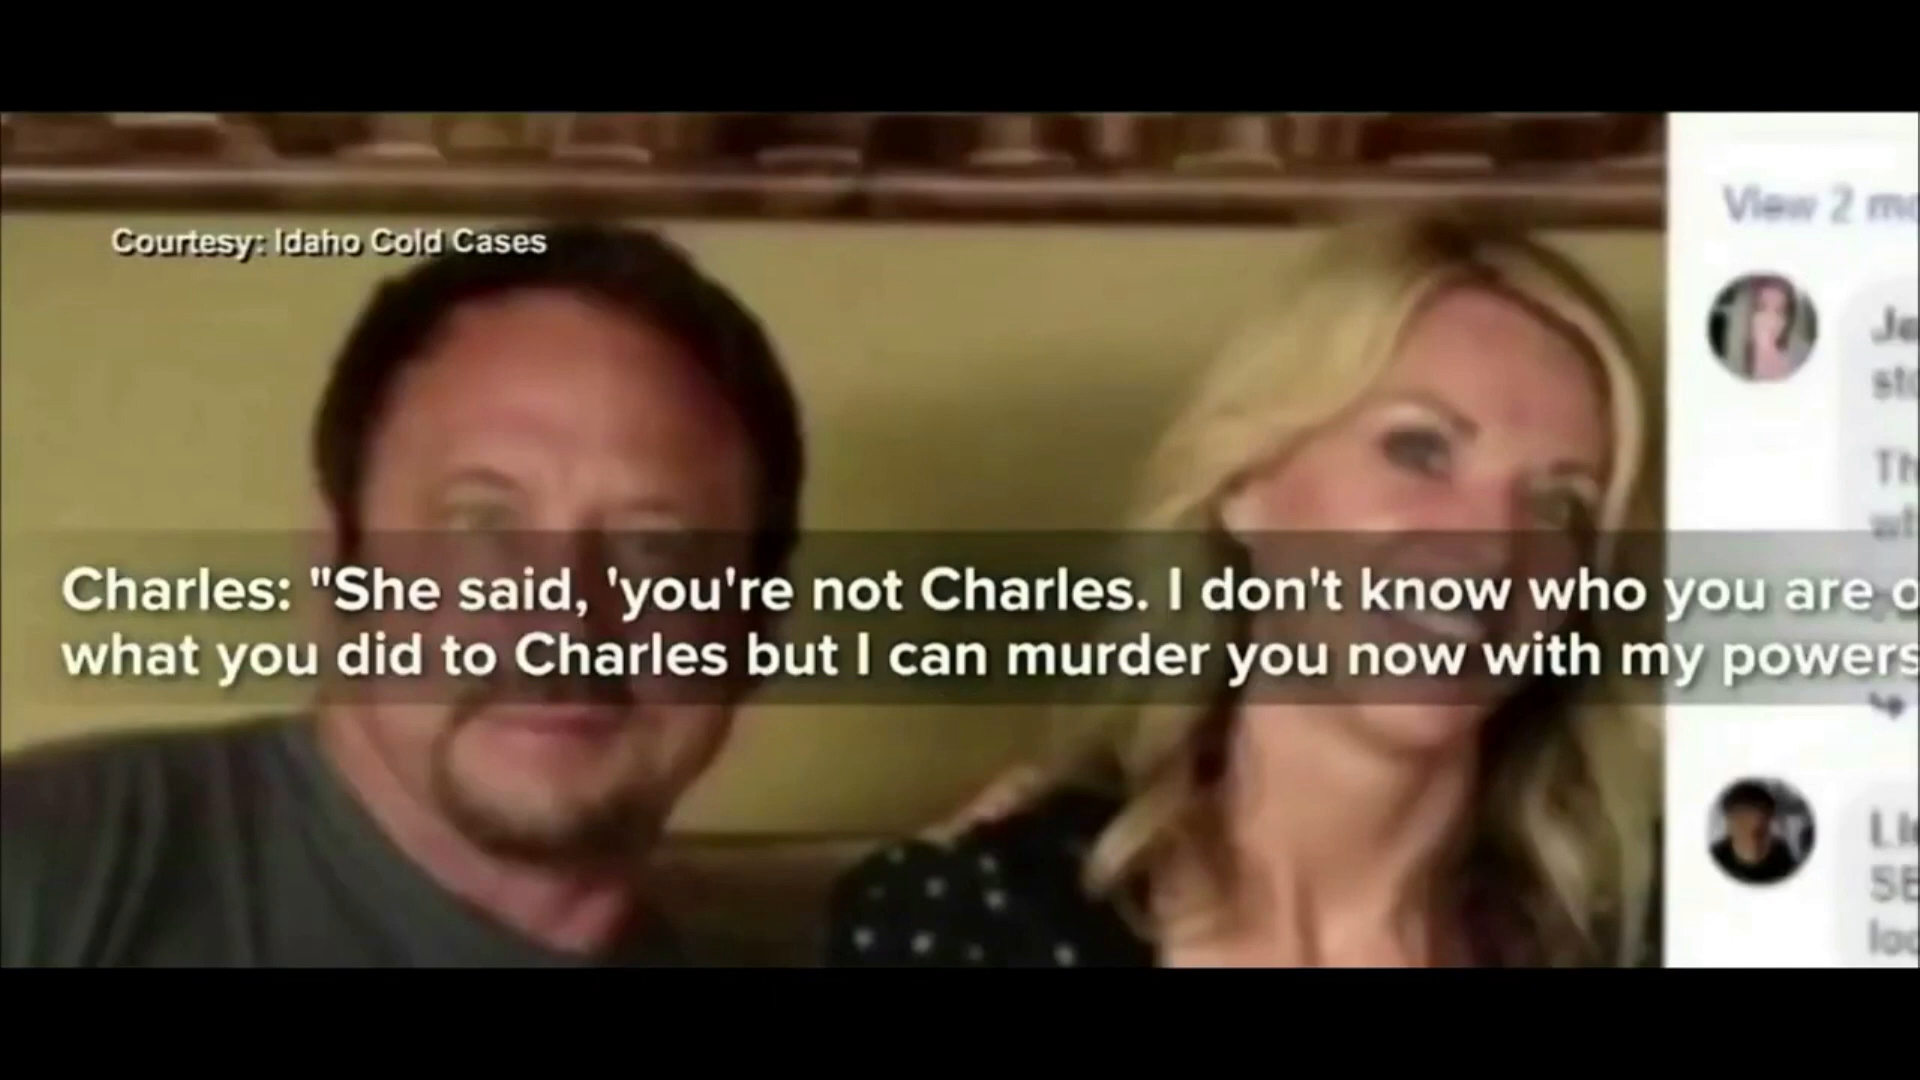 Courtesy: Idaho Cold Cases
View 2
Charles: "She said, 'you're not Charles. I don't know who you are
what you did to Charles but I can murder you now with my powers